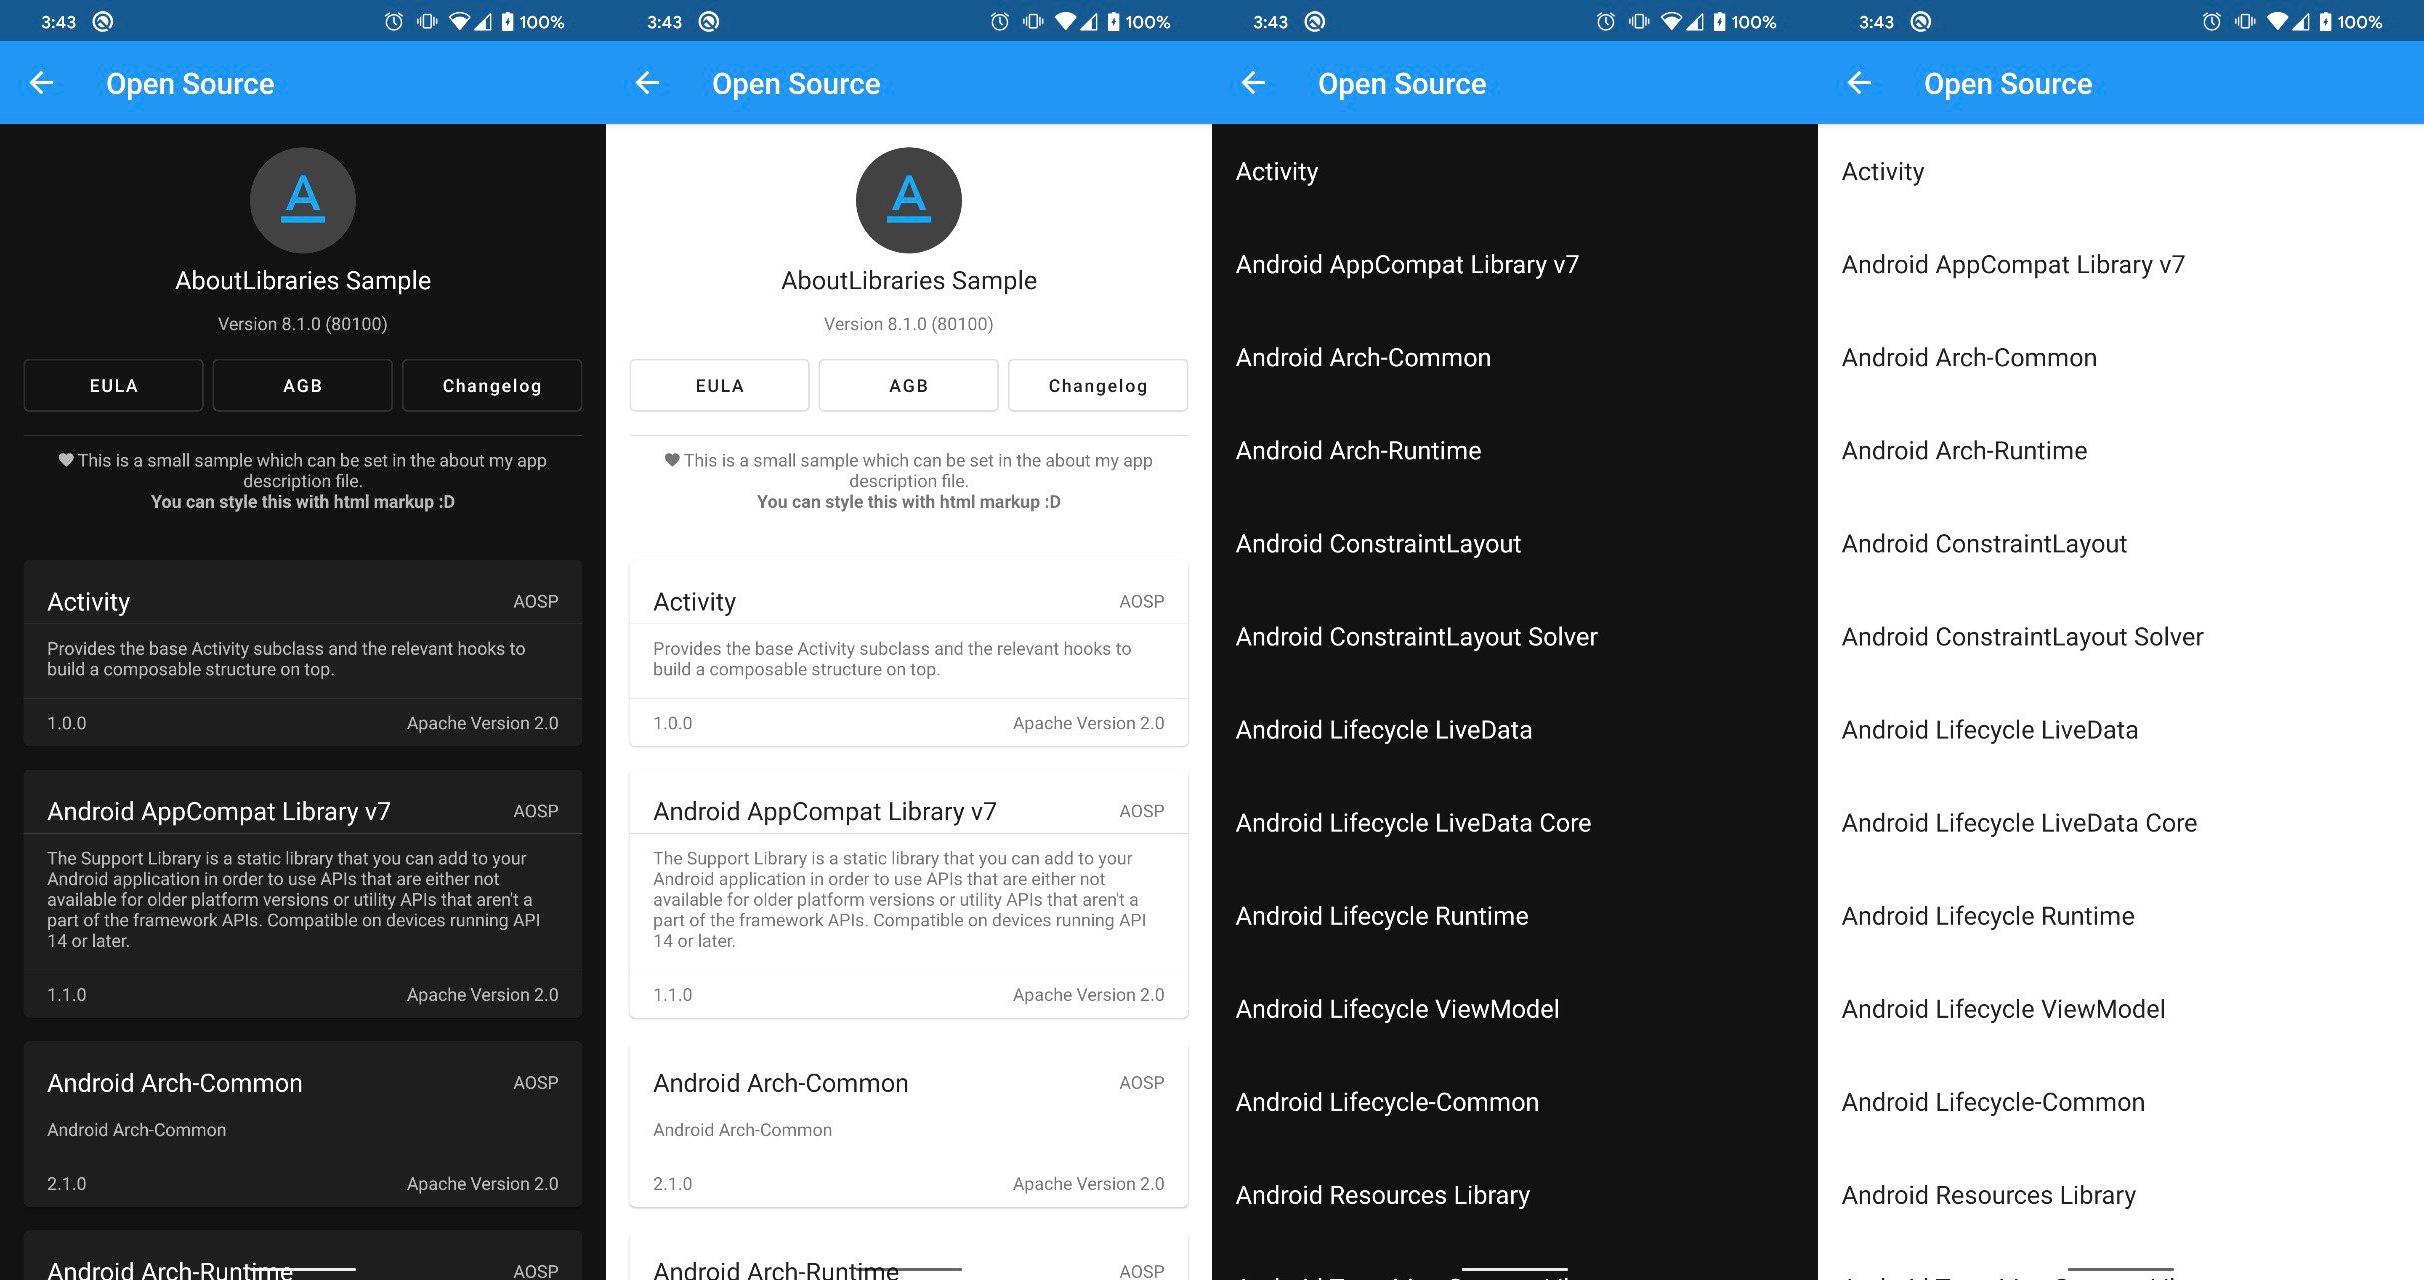 3:43 100%
Open Source
A
AboutLibraries Sample
Version 8.1.0 (80100)
EULA AGB Changelog
This is a small sample which can be set in the about my app
description file.
You can style this with html markup :D
Activity AOSP
Provides the base Activity subclass and the relevant hooks to
build a composable structure on top.
1.0.0 Apache Version 2.0
Android AppCompat Library v7 AOSP
The Support Library is a static library that you can add to your
Android application in order to use APIs that are either not
available for older platform versions or utility APIs that aren't a
part of the framework APIs. Compatible on devices running API
14 or later.
1.1.0 Apache Version 2.0
Android Arch-Common AOSP
Android Arch-Common
2.1.0 Apache Version 2.0
Android Arch-Runtime AOSP
3:43 100%
Open Source
A
AboutLibraries Sample
Version 8.1.0 (80100)
EULA AGB Changelog
This is a small sample which can be set in the about my app
description file.
You can style this with html markup :D
Activity AOSP
Provides the base Activity subclass and the relevant hooks to
build a composable structure on top.
1.0.0 Apache Version 2.0
Android AppCompat Library v7 AOSP
The Support Library is a static library that you can add to your
Android application in order to use APIs that are either not
available for older platform versions or utility APIs that aren't a
part of the framework APIs. Compatible on devices running API
14 or later.
1.1.0 Apache Version 2.0
Android Arch-Common AOSP
Android Arch-Common
2.1.0 Apache Version 2.0
Android Arch-Runtime AOSP
3:43 100%
Open Source
Activity
Android AppCompat Library v7
Android Arch-Common
Android Arch-Runtime
Android ConstraintLayout
Android ConstraintLayout Solver
Android Lifecycle LiveData
Android Lifecycle LiveData Core
Android Lifecycle Runtime
Android Lifecycle ViewModel
Android Lifecycle-Common
Android Resources Library
3:43 100%
Open Source
Activity
Android AppCompat Library v7
Android Arch-Common
Android Arch-Runtime
Android ConstraintLayout
Android ConstraintLayout Solver
Android Lifecycle LiveData
Android Lifecycle LiveData Core
Android Lifecycle Runtime
Android Lifecycle ViewModel
Android Lifecycle-Common
Android Resources Library